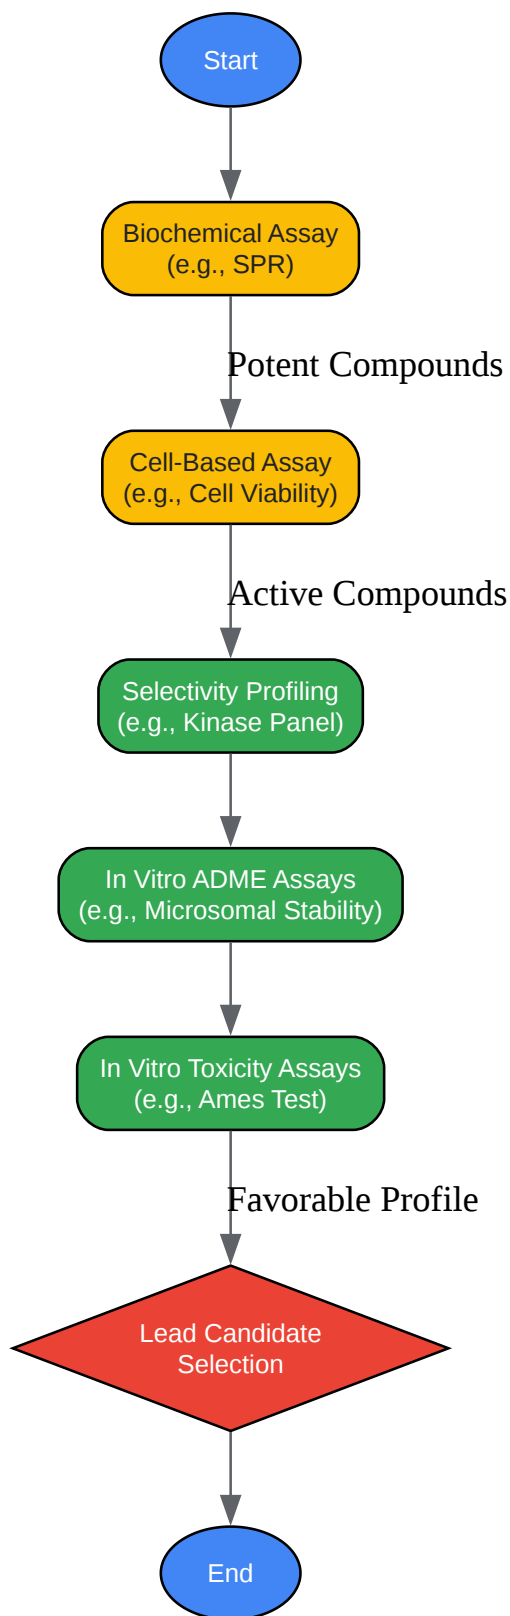 Start
Biochemical Assay
(e.g., SPR)
Potent Compounds
Cell-Based Assay
(e.g., Cell Viability)
Active Compounds
Selectivity Profiling
(e.g., Kinase Panel)
In Vitro ADME Assays
(e.g., Microsomal Stability)
In Vitro Toxicity Assays
(e.g., Ames Test)
Favorable Profile
Lead Candidate
Selection
End